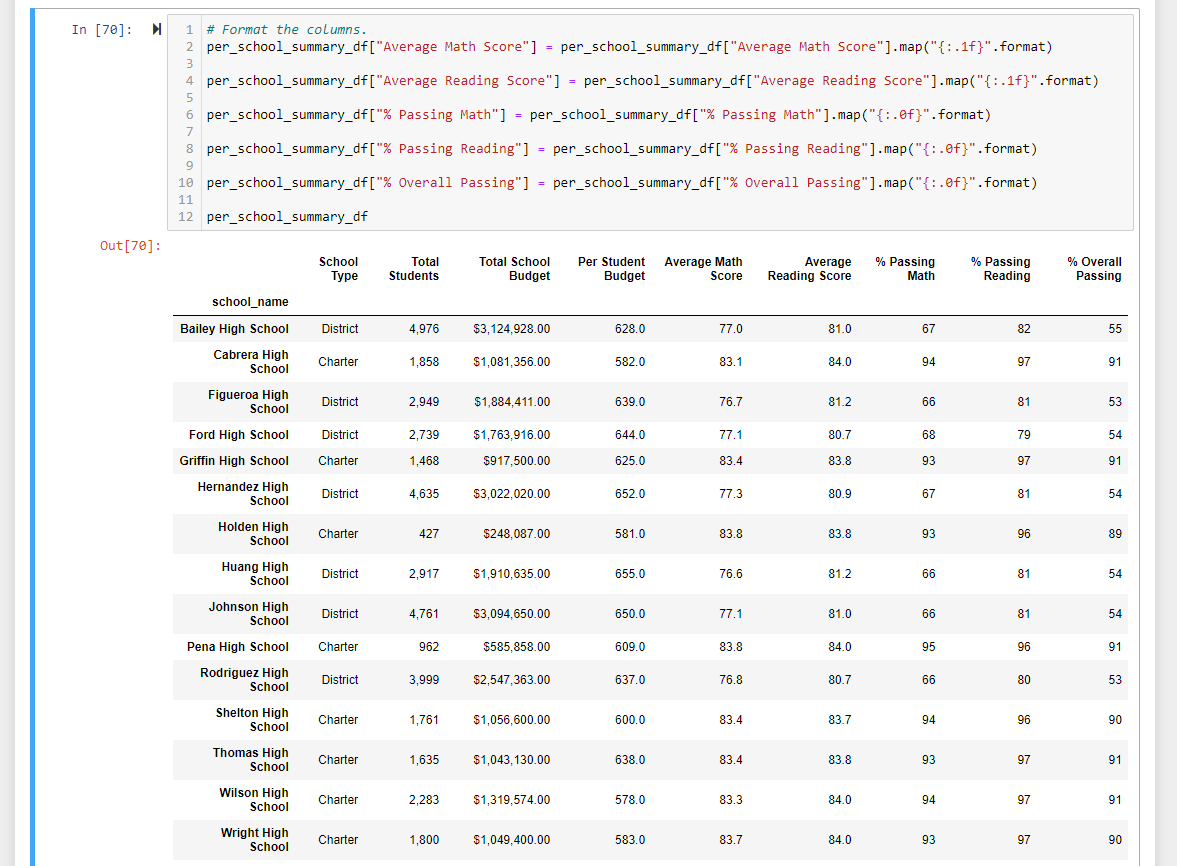 In [70]:
1 # Format the columns.
2 per_school_summary_df["Average Math Score"] = per_school_summary_df["Average Math Score"].map("{:.1f}".format)
3
4 per_school_summary_df["Average Reading Score"] = per_school_summary_df["Average Reading Score"].map("{:.1f}".format)
5
6 per_school_summary_df["% Passing Math"] = per_school_summary_df["% Passing Math"].map("{:.0f}".format)
7
8 per_school_summary_df["% Passing Reading"] = per_school_summary_df["% Passing Reading"].map("{:.0f}".format)
9
10 per_school_summary_df["% Overall Passing"] = per_school_summary_df["% Overall Passing"].map("{:.0f}".format)
11
12 per_school_summary_df
Out[70]:
School Total Total School Per Student Average Math Average % Passing % Passing % Overall
Type Students Budget Budget Score Reading Score Math Reading Passing
school_name
Bailey High School District 4,976 $3,124,928.00 628.0 77.0 81.0 67 82 55
Cabrera High
School Charter 1,858 $1,081,356.00 582.0 83.1 84.0 94 97 91
Figueroa High
School District 2,949 $1,884,411.00 639.0 76.7 81.2 66 81 53
Ford High School District 2,739 $1,763,916.00 644.0 77.1 80.7 68 79 54
Griffin High School Charter 1,468 $917,500.00 625.0 83.4 83.8 93 97 91
Hernandez High
School District 4,635 $3,022,020.00 652.0 77.3 80.9 67 81 54
Holden High
School Charter 427 $248,087.00 581.0 83.8 83.8 93 96 89
Huang High
School District 2,917 $1,910,635.00 655.0 76.6 81.2 66 81 54
Johnson High
School District 4,761 $3,094,650.00 650.0 77.1 81.0 66 81 54
Pena High School Charter 962 $585,858.00 609.0 83.8 84.0 95 96 91
Rodriguez High
School District 3,999 $2,547,363.00 637.0 76.8 80.7 66 80 53
Shelton High
School Charter 1,761 $1,056,600.00 600.0 83.4 83.7 94 96 90
Thomas High
School Charter 1,635 $1,043,130.00 638.0 83.4 83.8 93 97 91
Wilson High
School Charter 2,283 $1,319,574.00 578.0 83.3 84.0 94 97 91
Wright High
School Charter 1,800 $1,049,400.00 583.0 83.7 84.0 93 97 90